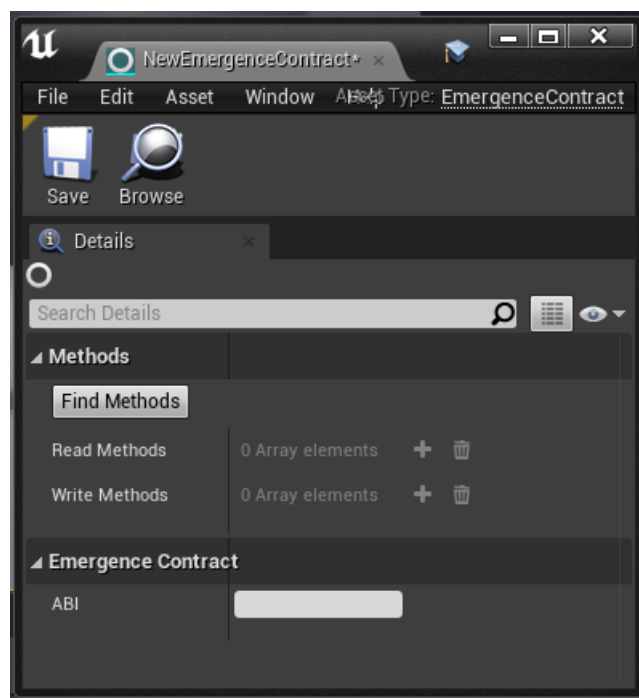 NewEmergenceContract*
File Edit Asset Window Help Asset Type: EmergenceContract
Save Browse
Details
Search Details
Methods
Find Methods
Read Methods 0 Array elements
Write Methods 0 Array elements
Emergence Contract
ABI